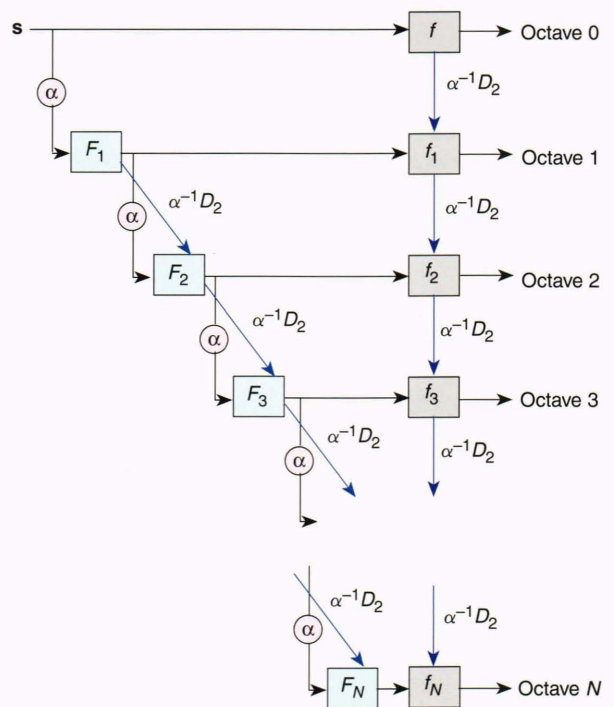 s f Octave 0
α α⁻¹D₂
F₁ f₁ Octave 1
α α⁻¹D₂ α⁻¹D₂
F₂ f₂ Octave 2
α α⁻¹D₂ α⁻¹D₂
F₃ f₃ Octave 3
α α⁻¹D₂ α⁻¹D₂
α α⁻¹D₂ α⁻¹D₂
F_N f_N Octave N